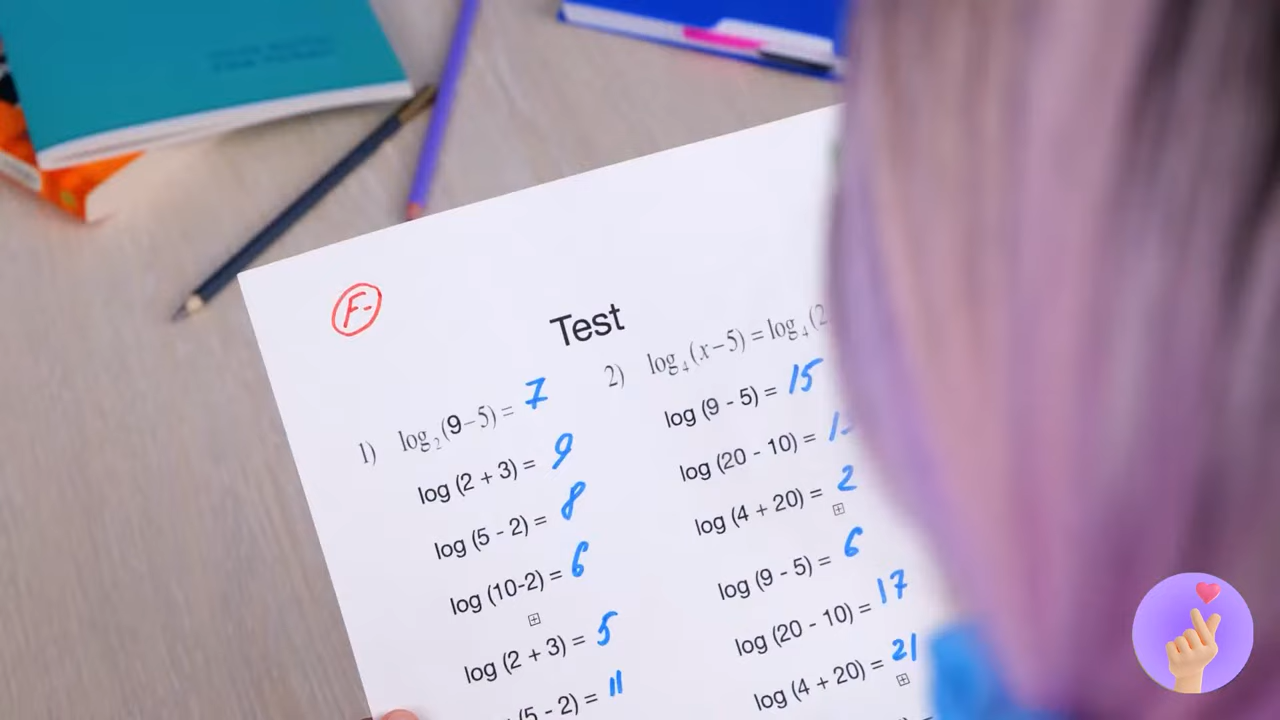 F-
Test
1) log₂(9-5) = 7
log (2 + 3) = 9
log (5 - 2) = 8
log (10-2) = 6
log (2 + 3) = 5
(5 - 2) = 11
2) log₄(x-5) = log₄(2
log (9 - 5) = 15
log (20 - 10) =
log (4 + 20) = 2
log (9 - 5) = 6
log (20 - 10) = 17
log (4 + 20) = 21